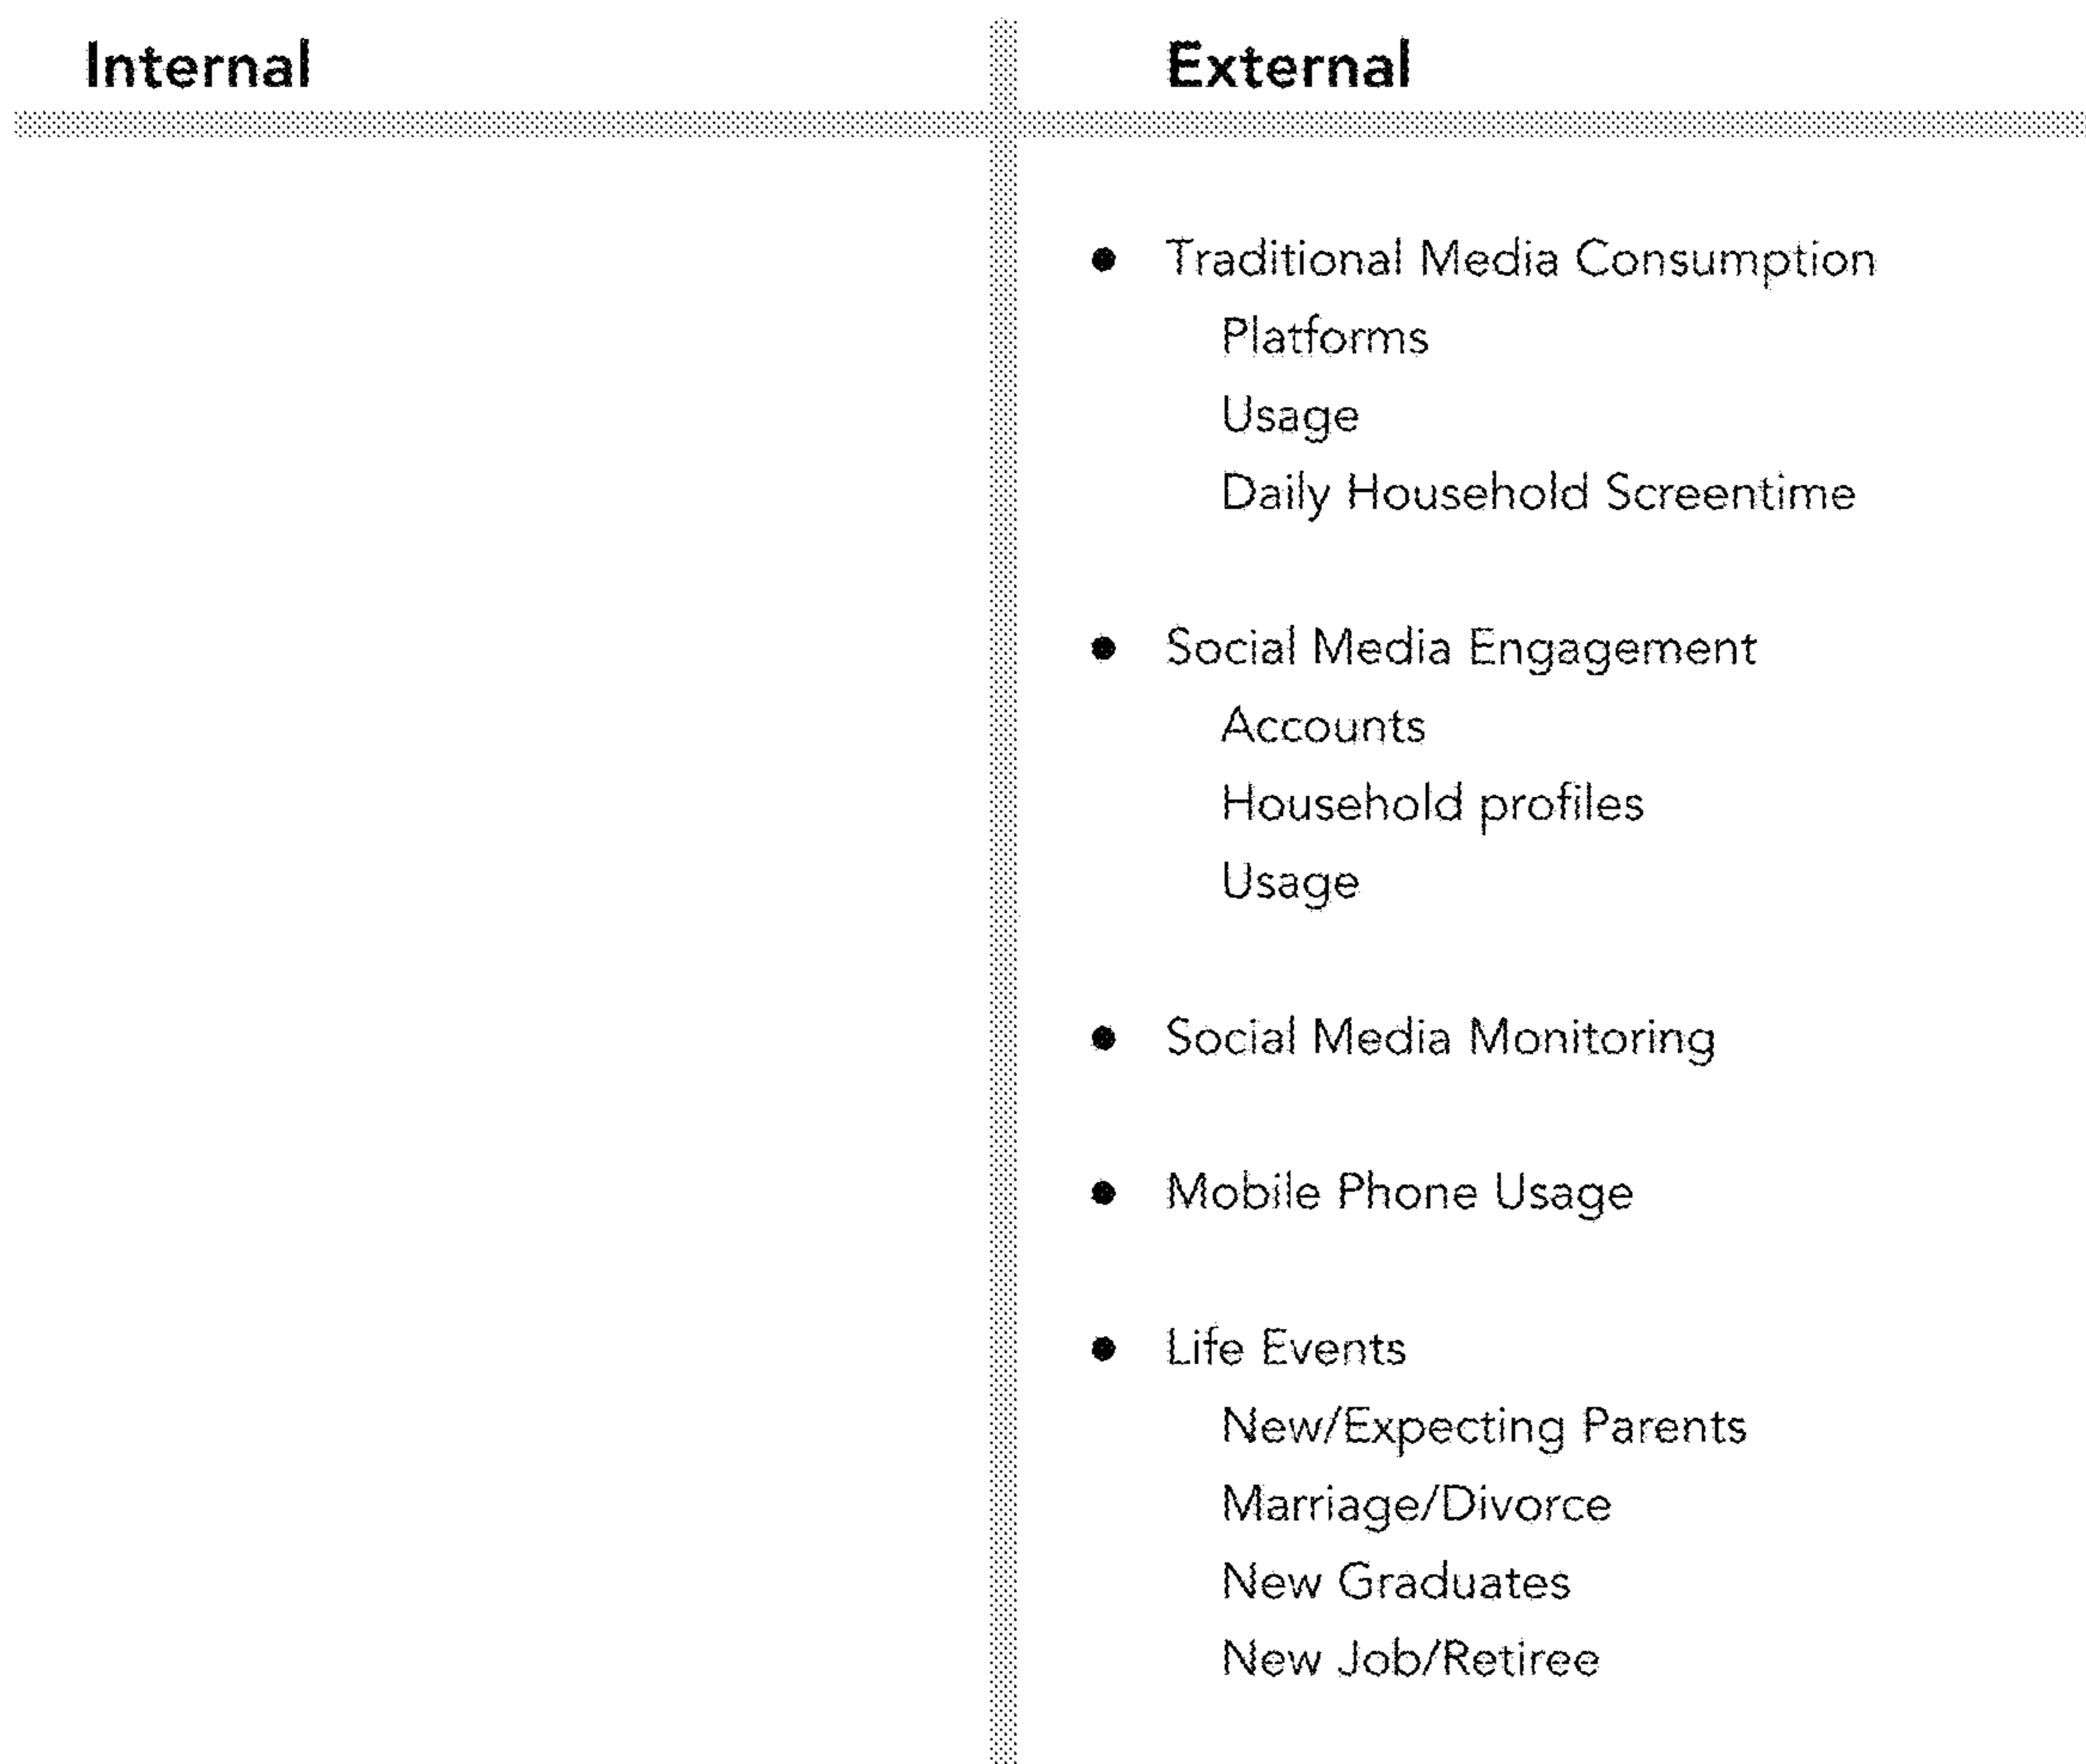 Internal
External
• Traditional Media Consumption
Platforms
Usage
Daily Household Screentime
• Social Media Engagement
Accounts
Household profiles
Usage
• Social Media Monitoring
• Mobile Phone Usage
• Life Events
New/Expecting Parents
Marriage/Divorce
New Graduates
New Job/Retiree